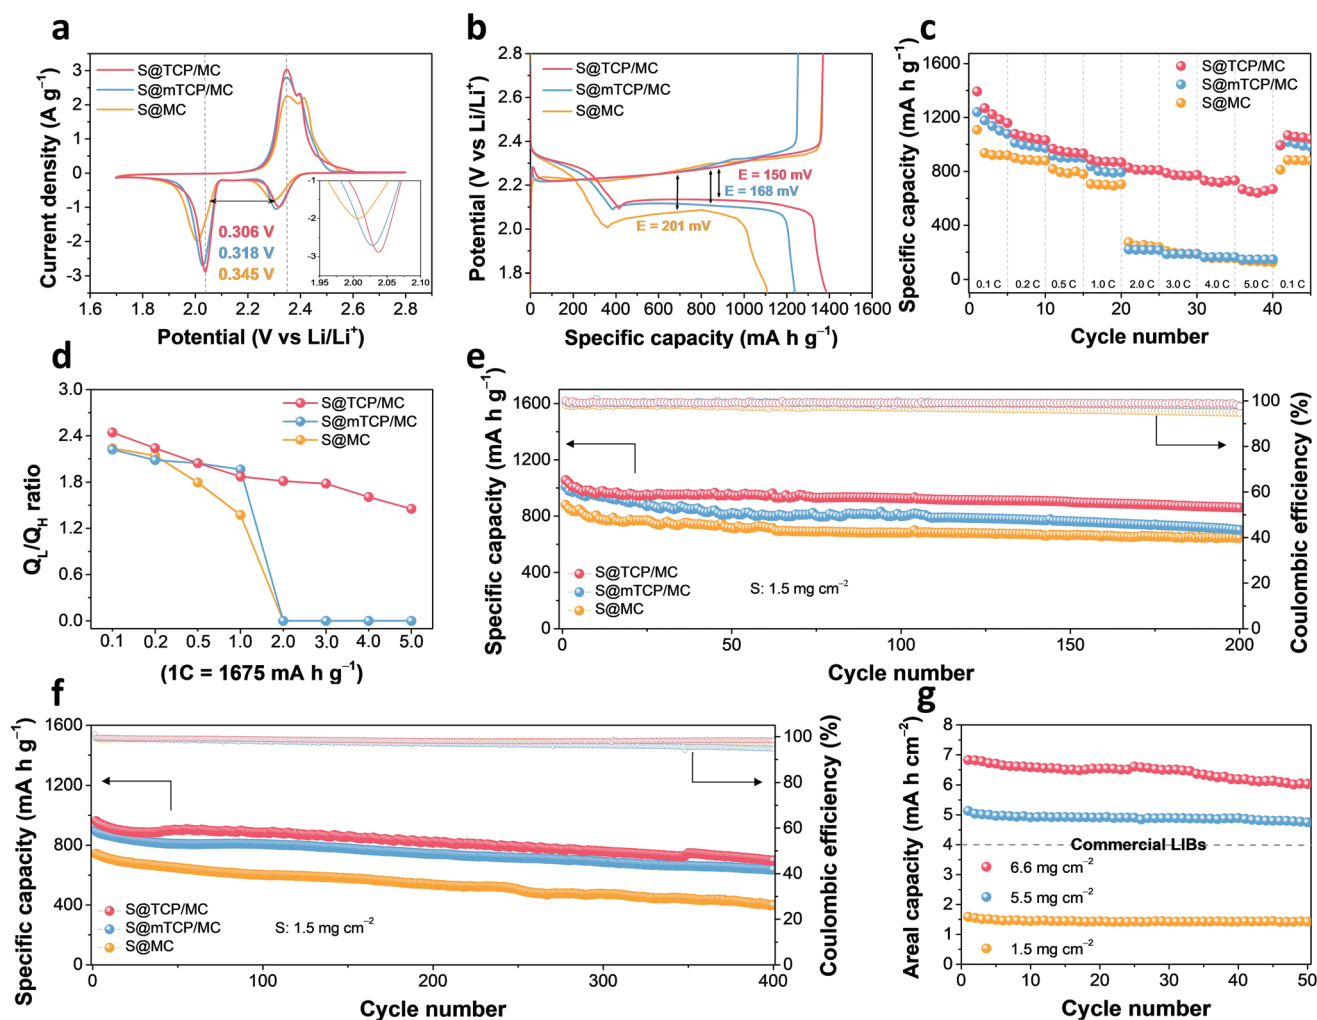 a
Current density (A g⁻¹)
3
2
1
0
-1
-2
-3
S@TCP/MC
S@mTCP/MC
S@MC
0.306 V
0.318 V
0.345 V
-1
-2
-3
1.95 2.00 2.05 2.10
1.6 1.8 2.0 2.2 2.4 2.6 2.8
Potential (V vs Li/Li⁺)
b
Potential (V vs Li/Li⁺)
2.8
2.6
2.4
2.2
2.0
1.8
S@TCP/MC
S@mTCP/MC
S@MC
E = 150 mV
E = 168 mV
E = 201 mV
0 200 400 600 800 1000 1200 1400 1600
Specific capacity (mA h g⁻¹)
c
Specific capacity (mA h g⁻¹)
1600
1200
800
400
0
S@TCP/MC
S@mTCP/MC
S@MC
0.1 C 0.2 C 0.5 C 1.0 C 2.0 C 3.0 C 4.0 C 5.0 C 0.1 C
0 10 20 30 40
Cycle number
d
Q_L/Q_H ratio
3.0
2.4
1.8
1.2
0.6
0.0
S@TCP/MC
S@mTCP/MC
S@MC
0.1 0.2 0.5 1.0 2.0 3.0 4.0 5.0
(1C = 1675 mA h g⁻¹)
e
Specific capacity (mA h g⁻¹)
1600
1200
800
400
0
S@TCP/MC
S@mTCP/MC
S@MC
S: 1.5 mg cm⁻²
100
80
60
40
20
0
Coulombic efficiency (%)
0 50 100 150 200
Cycle number
f
Specific capacity (mA h g⁻¹)
1600
1200
800
400
0
S@TCP/MC
S@mTCP/MC
S@MC
S: 1.5 mg cm⁻²
100
80
60
40
20
0
Coulombic efficiency (%)
0 100 200 300 400
Cycle number
g
Areal capacity (mA h cm⁻²)
8
7
6
5
4
3
2
1
0
Commercial LIBs
6.6 mg cm⁻²
5.5 mg cm⁻²
1.5 mg cm⁻²
0 10 20 30 40 50
Cycle number